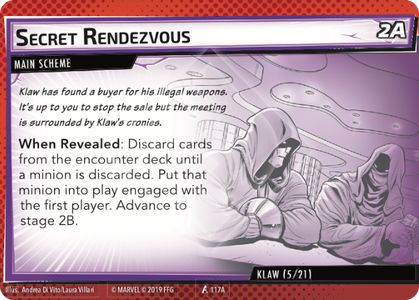 SECRET RENDEZVOUS
2A
MAIN SCHEME
Klaw has found a buyer for his illegal weapons.
It's up to you to stop the sale but the meeting
is surrounded by Klaw's cronies.
When Revealed: Discard cards
from the encounter deck until
a minion is discarded. Put that
minion into play engaged with
the first player. Advance to
stage 2B.
KLAW (5/21)
Illus. Andrea Di Vito/Laura Villari
© MARVEL © 2019 FFG
117A